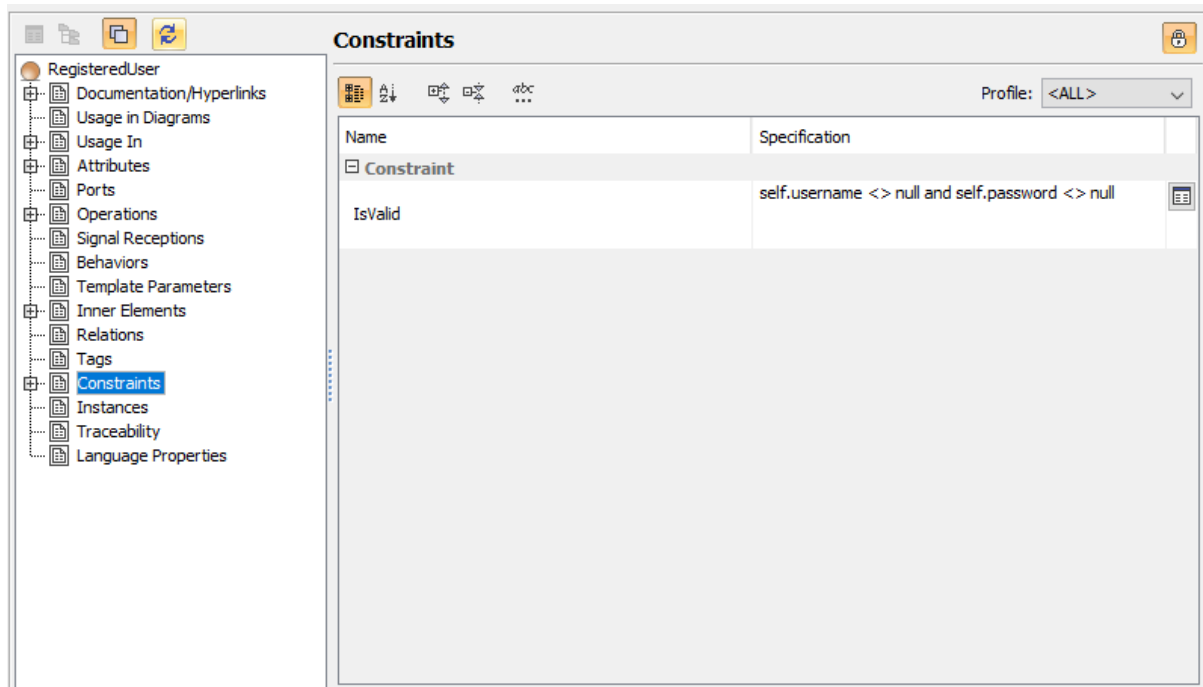 Constraints
RegisteredUser
Documentation/Hyperlinks
Usage in Diagrams
Usage In
Attributes
Ports
Operations
Signal Receptions
Behaviors
Template Parameters
Inner Elements
Relations
Tags
Constraints
Instances
Traceability
Language Properties
A
Z
abc
...
Profile: <ALL>
Name Specification
Constraint
IsValid self.username <> null and self.password <> null